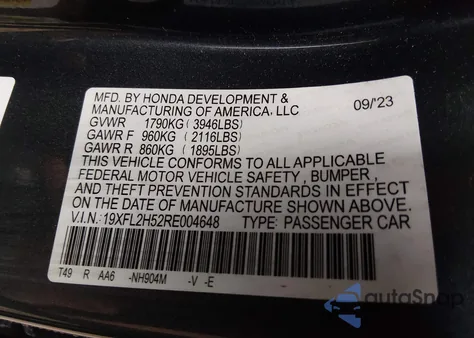 MFD. BY HONDA DEVELOPMENT &
MANUFACTURING OF AMERICA, LLC
09/'23
GVWR 1790KG (3946LBS)
GAWR F 960KG (2116LBS)
GAWR R 860KG (1895LBS)
THIS VEHICLE CONFORMS TO ALL APPLICABLE
FEDERAL MOTOR VEHICLE SAFETY , BUMPER ,
AND THEFT PREVENTION STANDARDS IN EFFECT
ON THE DATE OF MANUFACTURE SHOWN ABOVE.
V.I.N.: 19XFL2H52RE004648 TYPE: PASSENGER CAR
T49 R AA6 -NH904M -V -E
autoSnap